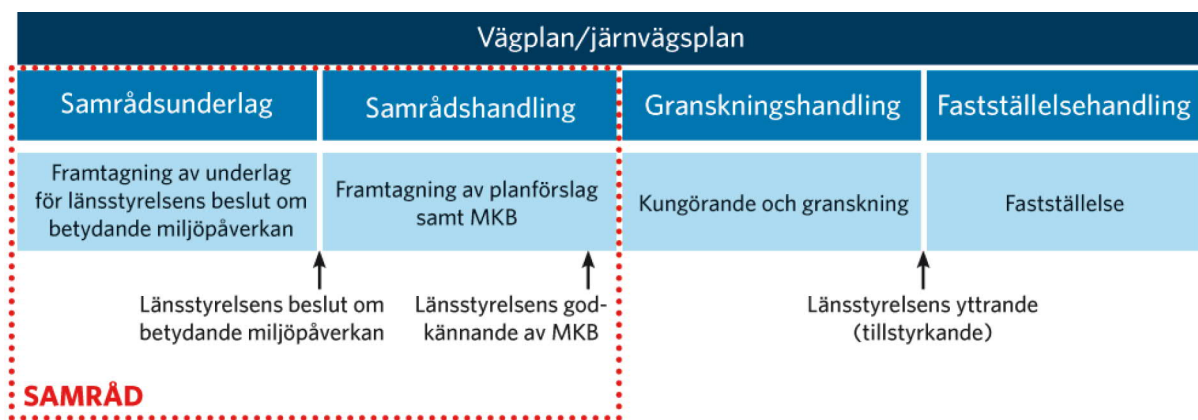 Vägplan/järnvägsplan
Samrådsunderlag
Samrådshandling
Granskningshandling
Fastställelsehandling
Framtagning av underlag
för länsstyrelsens beslut om
betydande miljöpåverkan
Framtagning av planförslag
samt MKB
Kungörande och granskning
Fastställelse
Länsstyrelsens beslut om
betydande miljöpåverkan
Länsstyrelsens god-
kännande av MKB
Länsstyrelsens yttrande
(tillstyrkande)
SAMRÅD